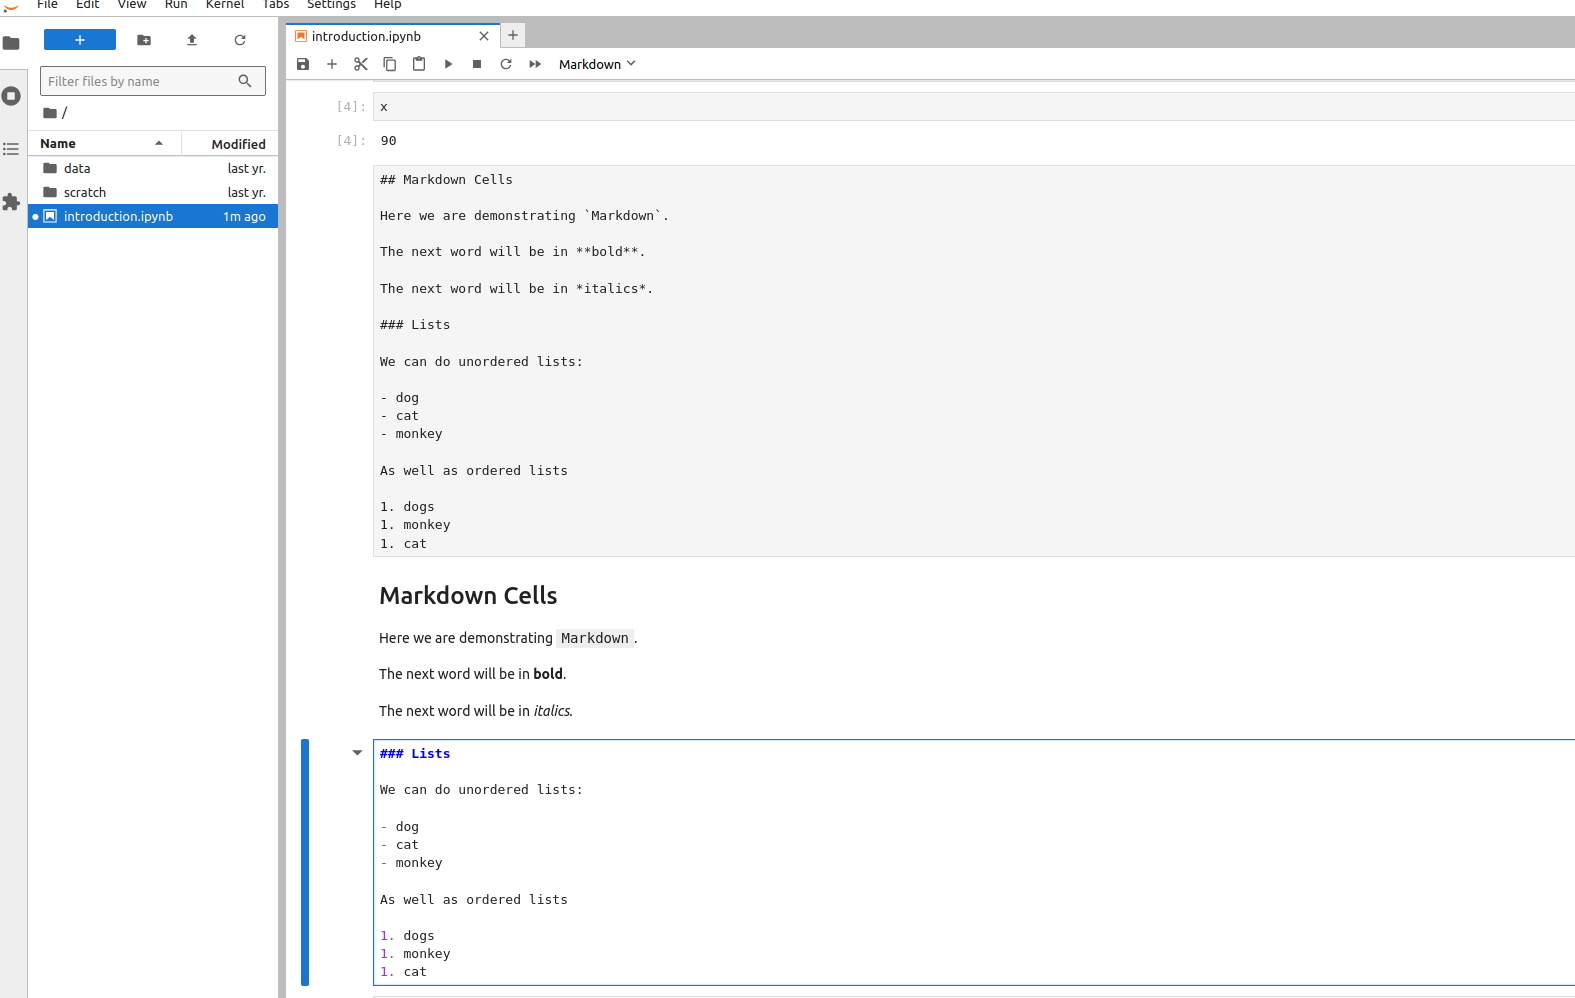 File Edit View Run Kernel Tabs Settings Help
+
Filter files by name
/
Name Modified
data last yr.
scratch last yr.
introduction.ipynb 1m ago
introduction.ipynb
Markdown
[4]: x
[4]: 90
## Markdown Cells
Here we are demonstrating `Markdown`.
The next word will be in **bold**.
The next word will be in *italics*.
### Lists
We can do unordered lists:
- dog
- cat
- monkey
As well as ordered lists
1. dogs
1. monkey
1. cat
Markdown Cells
Here we are demonstrating Markdown.
The next word will be in bold.
The next word will be in italics.
### Lists
We can do unordered lists:
- dog
- cat
- monkey
As well as ordered lists
1. dogs
1. monkey
1. cat